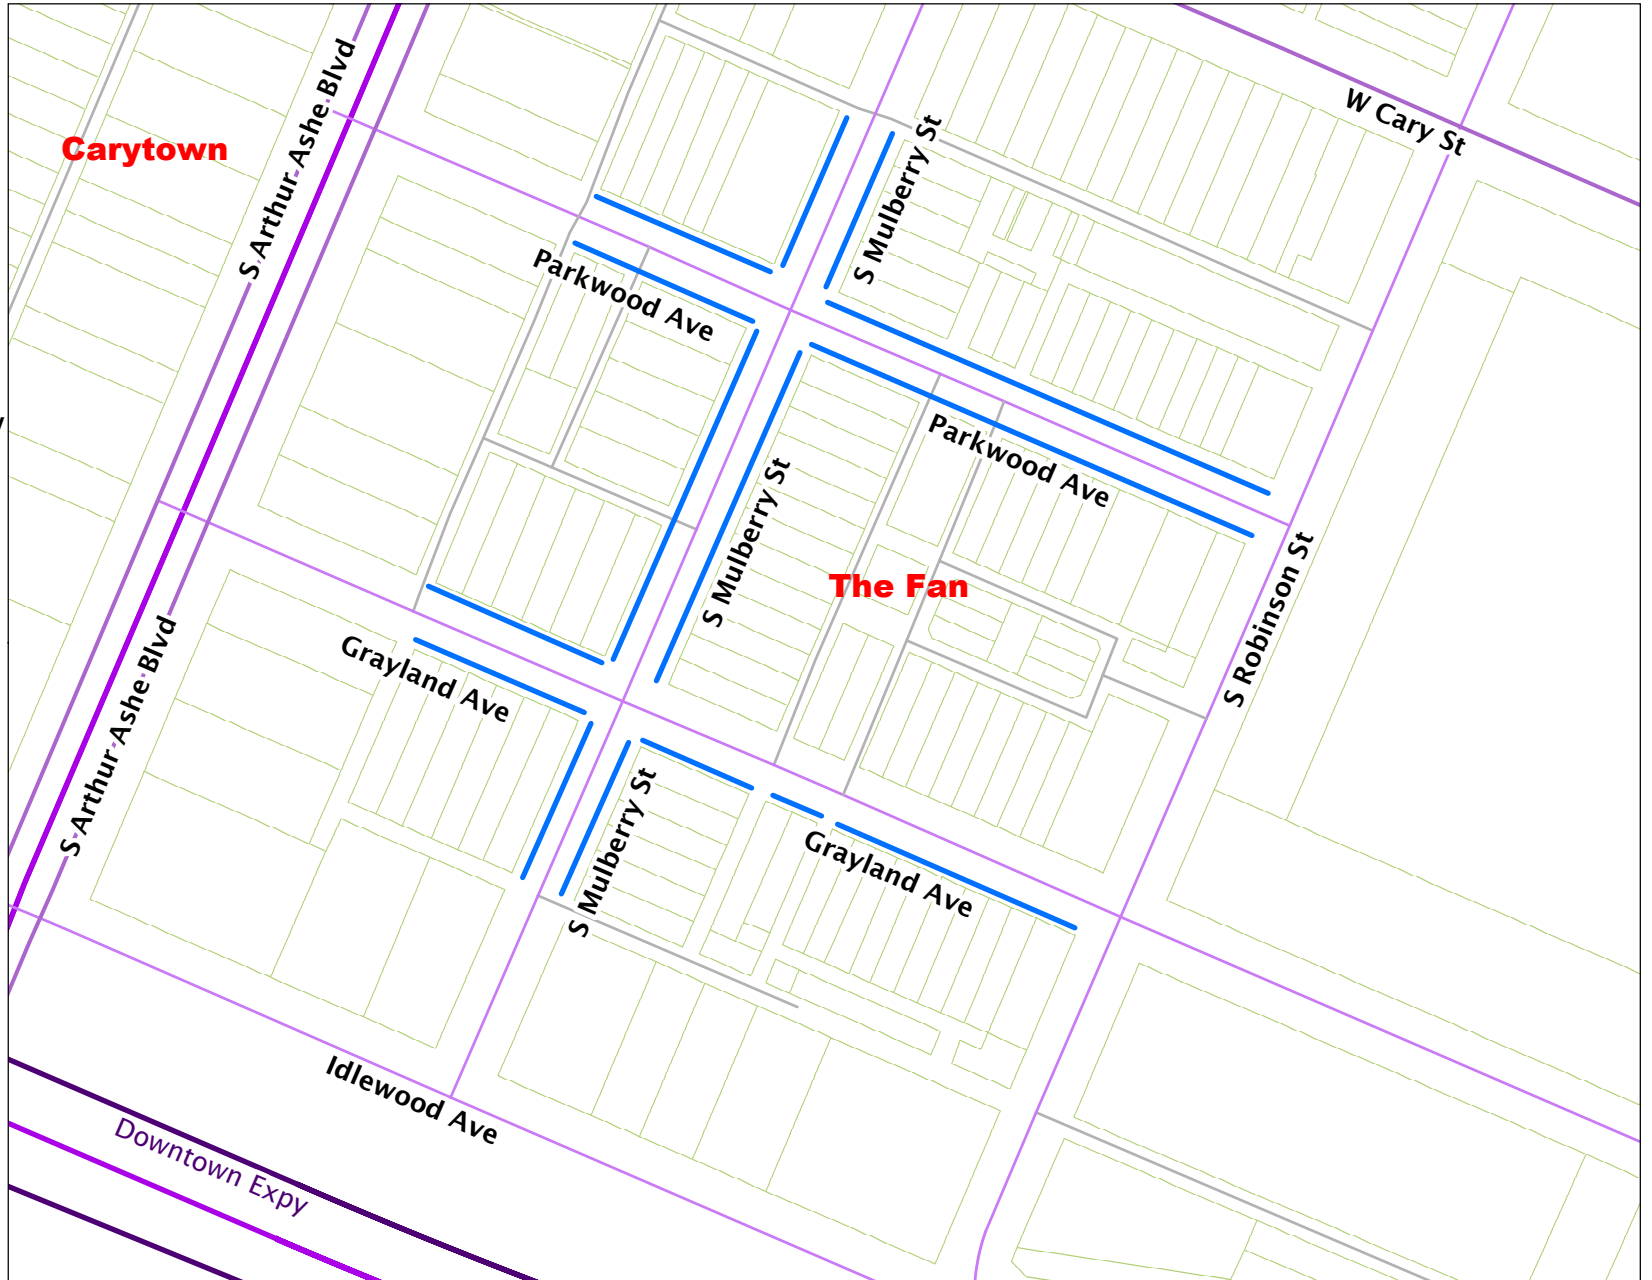 S Arthur Ashe Blvd
W Cary St
Carytown
S Mulberry St
Parkwood Ave
Parkwood Ave
S Mulberry St
The Fan
S Robinson St
Grayland Ave
S Arthur Ashe Blvd
S Mulberry St
Grayland Ave
Idlewood Ave
Downtown Expy